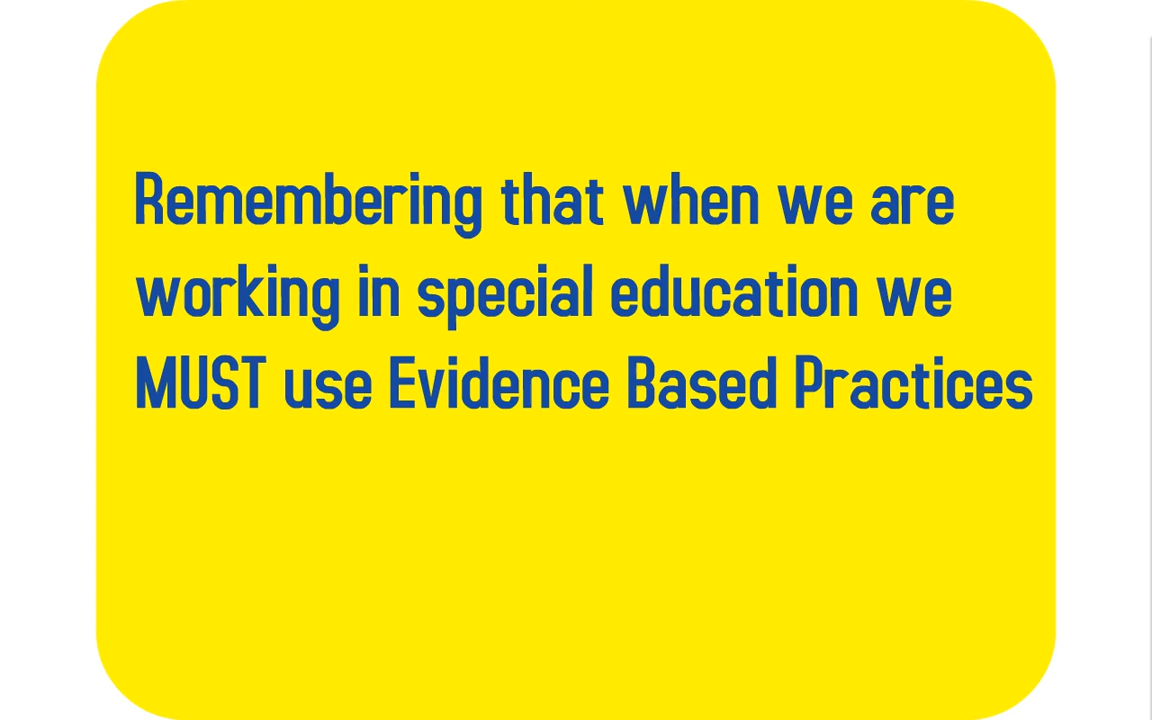 Remembering that when we are
working in special education we
MUST use Evidence Based Practices